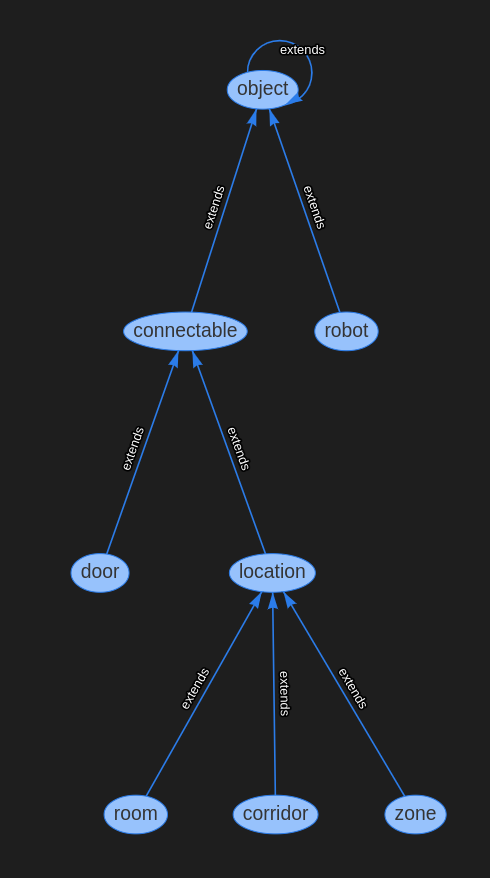 extends
object
extends
extends
connectable
robot
extends
extends
door
location
extends
extends
extends
room
corridor
zone